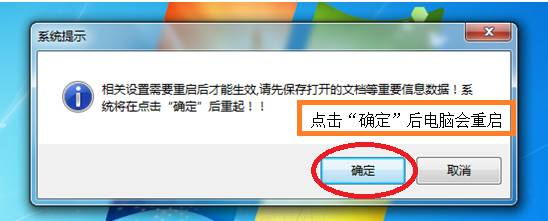 系统提示
相关设置需要重启后才能生效,请先保存打开的文档等重要信息数据！系
统将在点击“确定”后重起！！
点击“确定”后电脑会重启
确定
取消